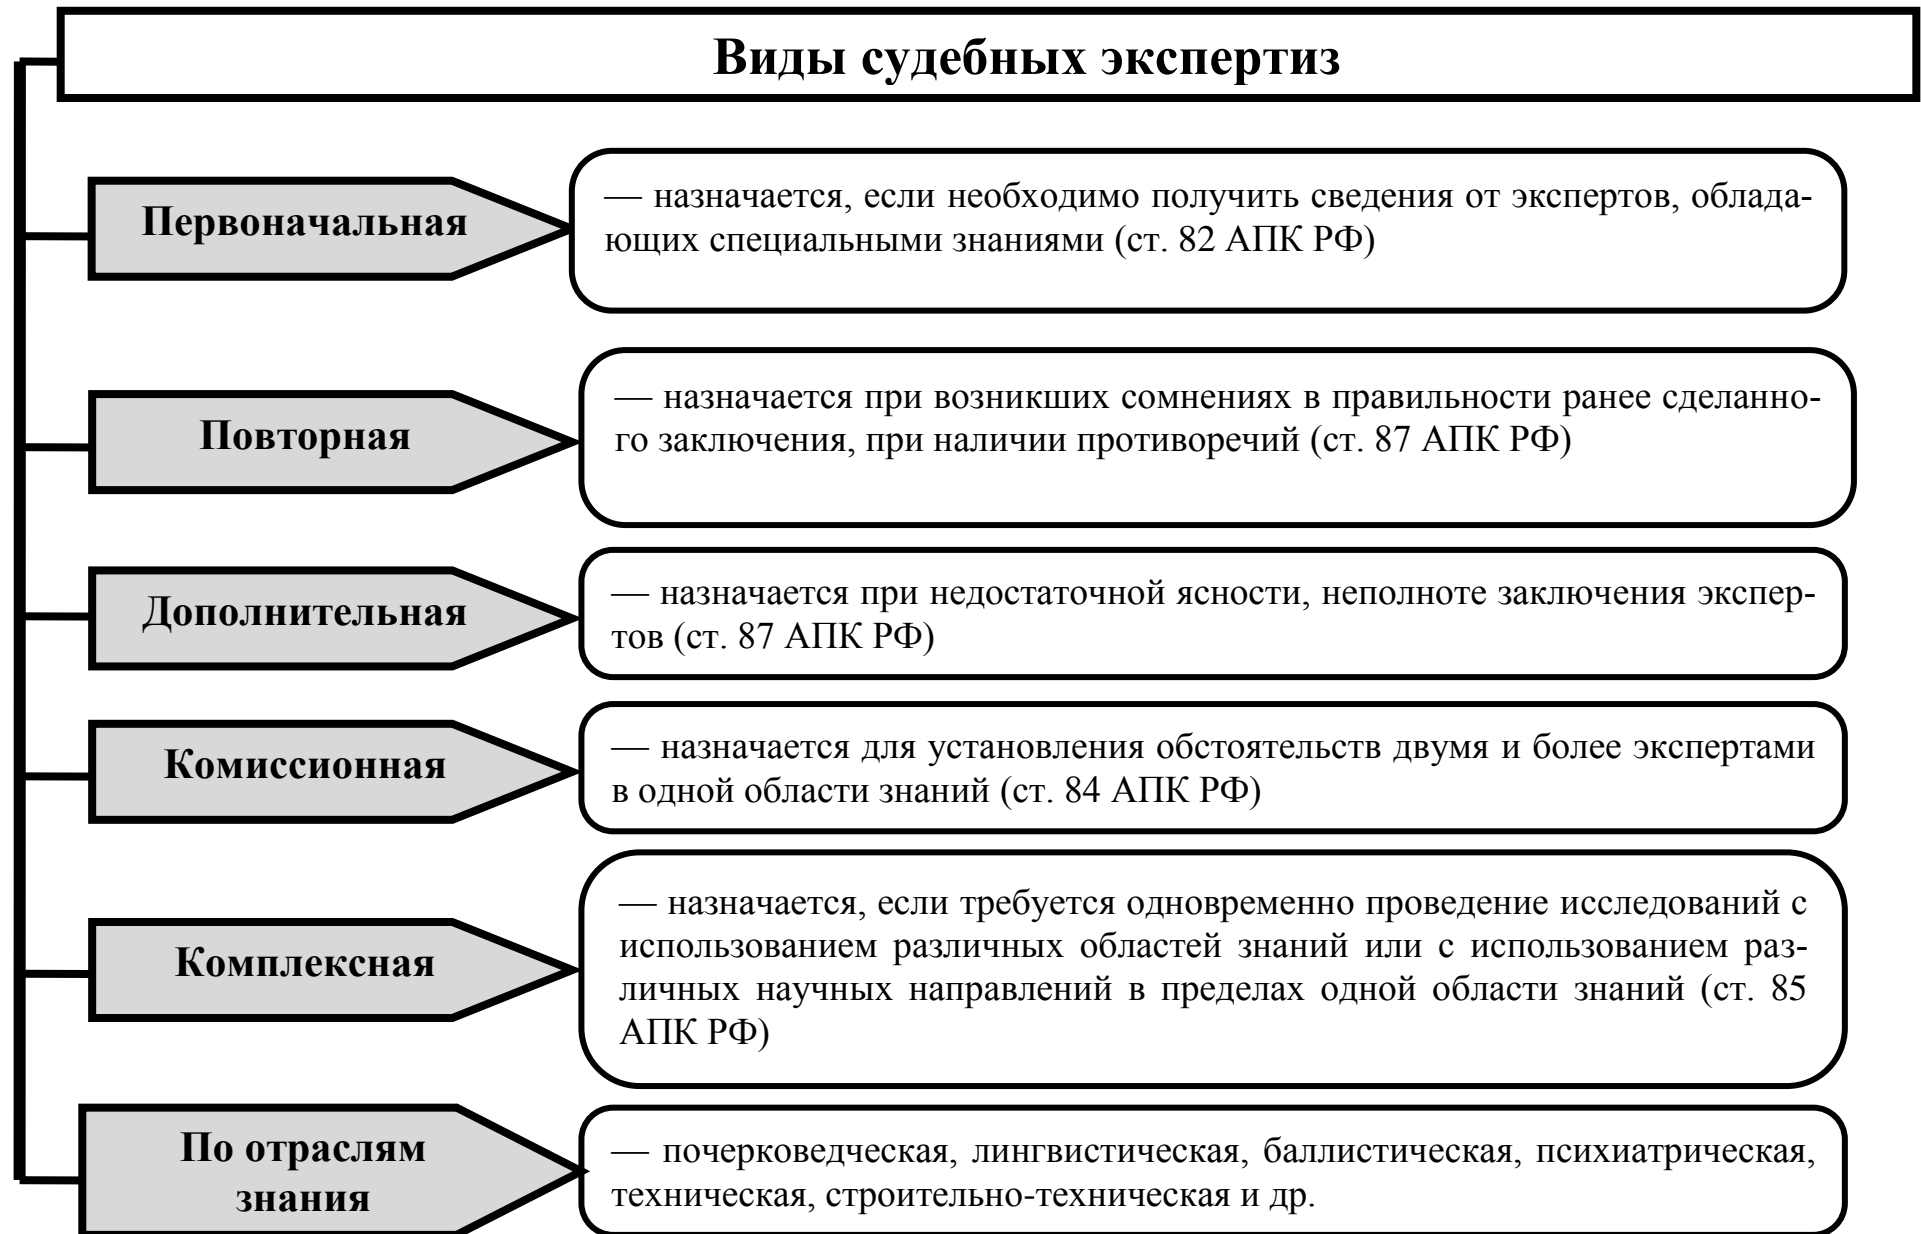 Виды судебных экспертиз
Первоначальная
— назначается, если необходимо получить сведения от экспертов, облада-
ющих специальными знаниями (ст. 82 АПК РФ)
Повторная
— назначается при возникших сомнениях в правильности ранее сделанно-
го заключения, при наличии противоречий (ст. 87 АПК РФ)
Дополнительная
— назначается при недостаточной ясности, неполноте заключения экспер-
тов (ст. 87 АПК РФ)
Комиссионная
— назначается для установления обстоятельств двумя и более экспертами
в одной области знаний (ст. 84 АПК РФ)
Комплексная
— назначается, если требуется одновременно проведение исследований с
использованием различных областей знаний или с использованием раз-
личных научных направлений в пределах одной области знаний (ст. 85
АПК РФ)
По отраслям
знания
— почерковедческая, лингвистическая, баллистическая, психиатрическая,
техническая, строительно-техническая и др.